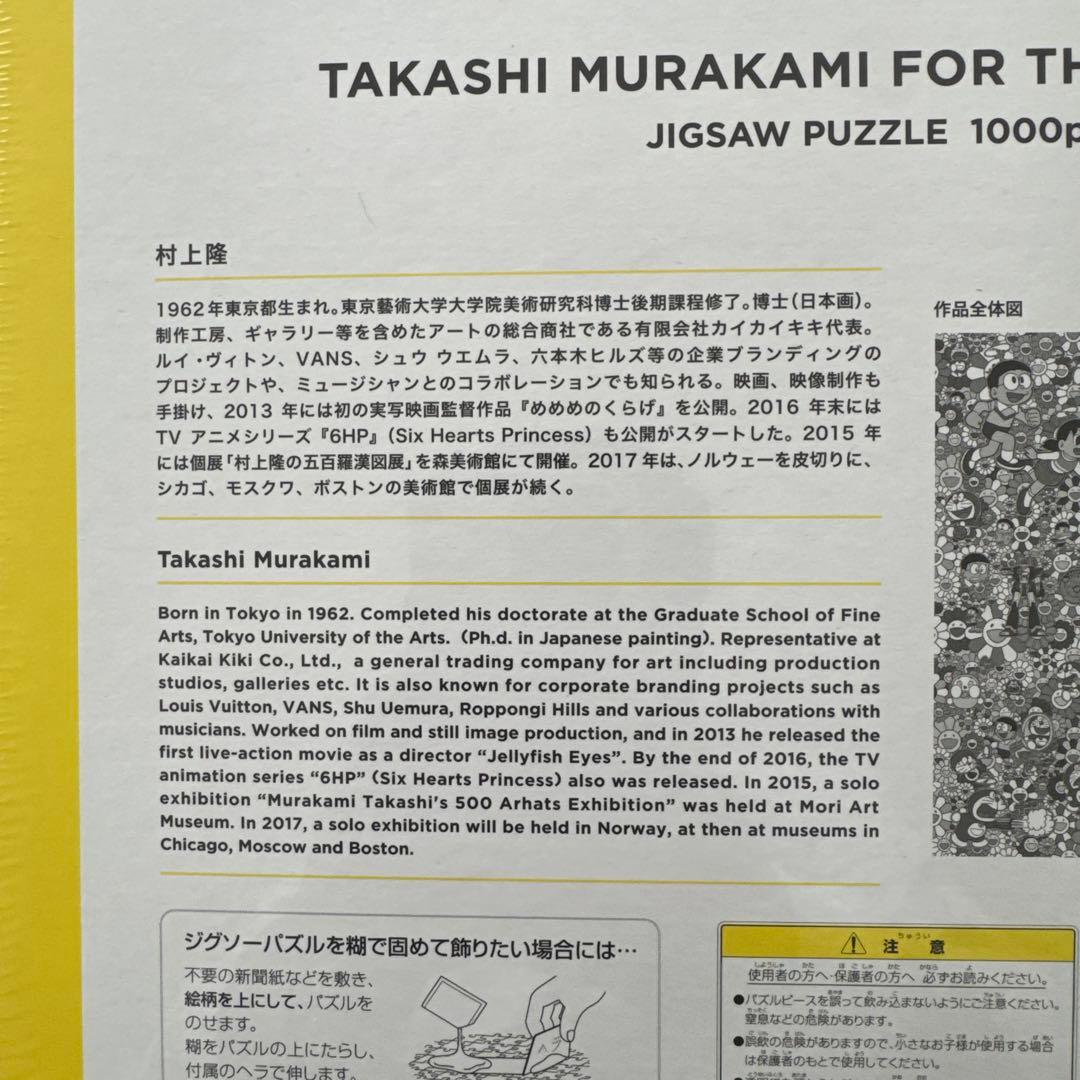 TAKASHI MURAKAMI FOR TH
JIGSAW PUZZLE 1000p
村上隆
1962年東京都生まれ。東京藝術大学大学院美術研究科博士後期課程修了。博士（日本画）。
制作工房、ギャラリー等を含めたアートの総合商社である有限会社カイカイキキ代表。
ルイ・ヴィトン、VANS、シュウ ウエムラ、六本木ヒルズ等の企業ブランディングの
プロジェクトや、ミュージシャンとのコラボレーションでも知られる。映画、映像制作も
手掛け、2013 年には初の実写映画監督作品『めめめのくらげ』を公開。2016 年末には
TV アニメシリーズ『6HP』（Six Hearts Princess）も公開がスタートした。2015 年
には個展「村上隆の五百羅漢図展」を森美術館にて開催。2017年は、ノルウェーを皮切りに、
シカゴ、モスクワ、ボストンの美術館で個展が続く。
作品全体図
Takashi Murakami
Born in Tokyo in 1962. Completed his doctorate at the Graduate School of Fine
Arts, Tokyo University of the Arts.（Ph.d. in Japanese painting). Representative at
Kaikai Kiki Co., Ltd., a general trading company for art including production
studios, galleries etc. It is also known for corporate branding projects such as
Louis Vuitton, VANS, Shu Uemura, Roppongi Hills and various collaborations with
musicians. Worked on film and still image production, and in 2013 he released the
first live-action movie as a director “Jellyfish Eyes”. By the end of 2016, the TV
animation series “6HP” (Six Hearts Princess) also was released. In 2015, a solo
exhibition “Murakami Takashi's 500 Arhats Exhibition” was held at Mori Art
Museum. In 2017, a solo exhibition will be held in Norway, at then at museums in
Chicago, Moscow and Boston.
ジグソーパズルを糊で固めて飾りたい場合には…
不要の新聞紙などを敷き、
絵柄を上にして、パズルを
のせます。
糊をパズルの上にたらし、
付属のヘラで伸します。
ヘラ
注 意
使用者の方へ・保護者の方へ 必ずお読みください。
●パズルピースを誤って飲み込まないようにご注意ください。
窒息などの危険があります。
●誤飲の危険がありますので、小さなお子様が使用する場合
は保護者のもとで使用してください。